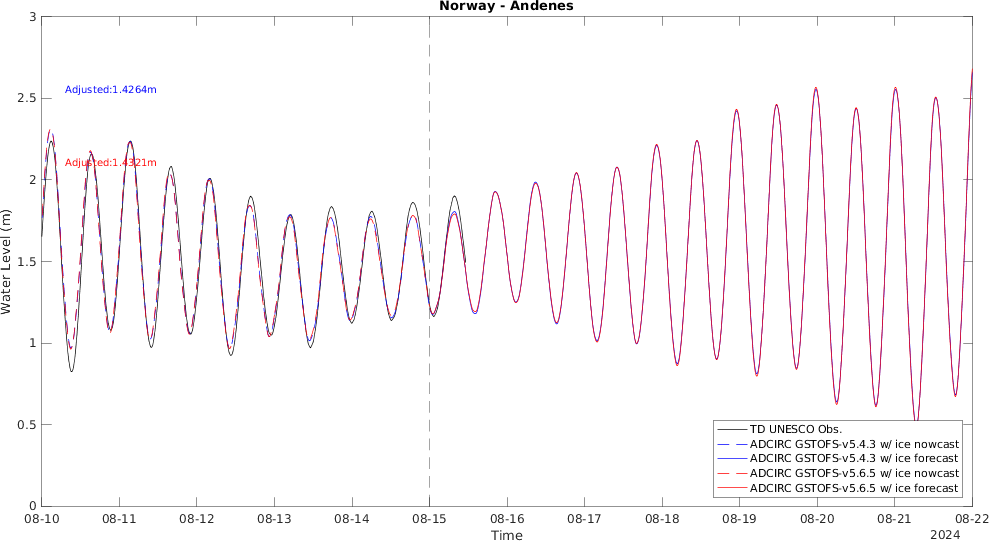 Norway - Andenes
3
2.5
2
1.5
1
0.5
0
Water Level (m)
Adjusted:1.4264m
Adjusted:1.4321m
TD UNESCO Obs.
ADCIRC GSTOFS-v5.4.3 w/ ice nowcast
ADCIRC GSTOFS-v5.4.3 w/ ice forecast
ADCIRC GSTOFS-v5.6.5 w/ ice nowcast
ADCIRC GSTOFS-v5.6.5 w/ ice forecast
08-10 08-11 08-12 08-13 08-14 08-15 08-16 08-17 08-18 08-19 08-20 08-21 08-22
Time
2024